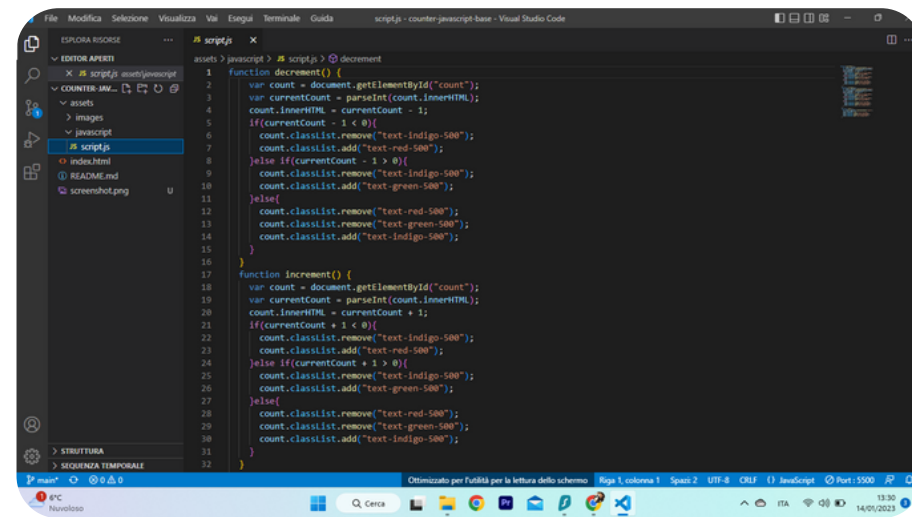 File Modifica Selezione Visualizza Vai Esegui Terminale Guida script.js - counter-javascript-base - Visual Studio Code
ESPLORA RISORSE ···
JS script.js ×
EDITOR APERTI
assets > javascript > JS script.js > decrement
× JS script.js assets\javascript
COUNTER-JAV...
assets
images
javascript
JS script.js
index.html
README.md
screenshot.png U
1 function decrement() {
2 var count = document.getElementById("count");
3 var currentCount = parseInt(count.innerHTML);
4 count.innerHTML = currentCount - 1;
5 if(currentCount - 1 < 0){
6 count.classList.remove("text-indigo-500");
7 count.classList.add("text-red-500");
8 }else if(currentCount - 1 > 0){
9 count.classList.remove("text-indigo-500");
10 count.classList.add("text-green-500");
11 }else{
12 count.classList.remove("text-red-500");
13 count.classList.remove("text-green-500");
14 count.classList.add("text-indigo-500");
15 }
16 }
17 function increment() {
18 var count = document.getElementById("count");
19 var currentCount = parseInt(count.innerHTML);
20 count.innerHTML = currentCount + 1;
21 if(currentCount + 1 < 0){
22 count.classList.remove("text-indigo-500");
23 count.classList.add("text-red-500");
24 }else if(currentCount + 1 > 0){
25 count.classList.remove("text-indigo-500");
26 count.classList.add("text-green-500");
27 }else{
28 count.classList.remove("text-red-500");
29 count.classList.remove("text-green-500");
30 count.classList.add("text-indigo-500");
31 }
32 }
STRUTTURA
SEQUENZA TEMPORALE
main* 0 0 Ottimizzato per l'utilità per la lettura dello schermo Riga 1, colonna 1 Spazi: 2 UTF-8 CRLF {} JavaScript Port : 5500
1 6°C
Nuvoloso
Cerca
Pr
ITA
13:30
14/01/2023